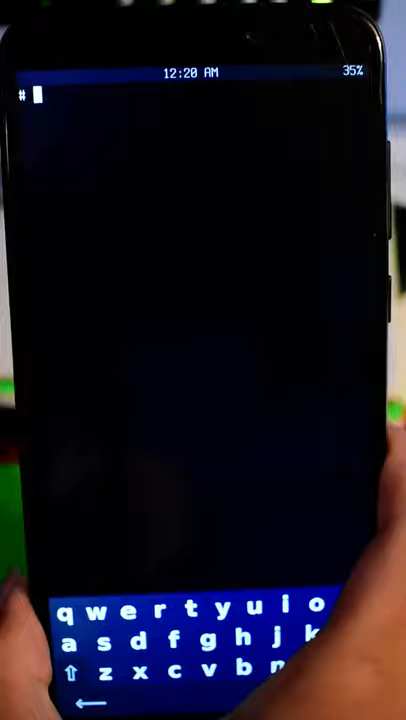 12:20 AM 35%
#
q w e r t y u i o
a s d f g h j k
⇧ z x c v b n
←